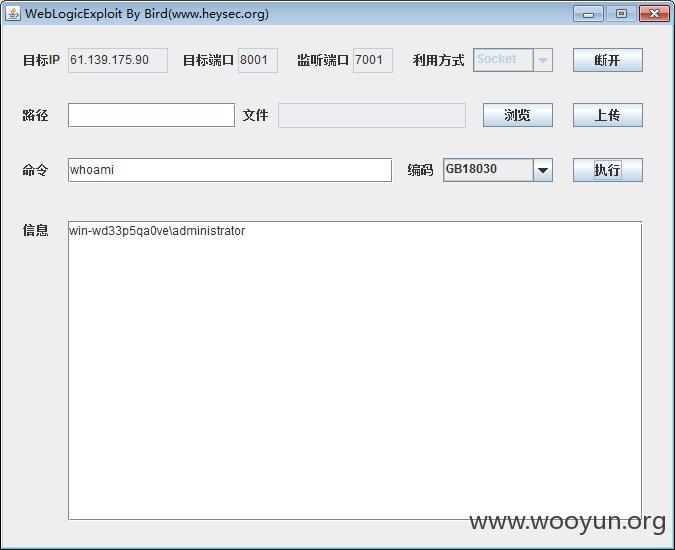 WebLogicExploit By Bird(www.heysec.org)
目标IP 61.139.175.90 目标端口 8001 监听端口 7001 利用方式 Socket 断开
路径 文件 浏览 上传
命令 whoami 编码 GB18030 执行
信息 win-wd33p5qa0ve\administrator
www.wooyun.org